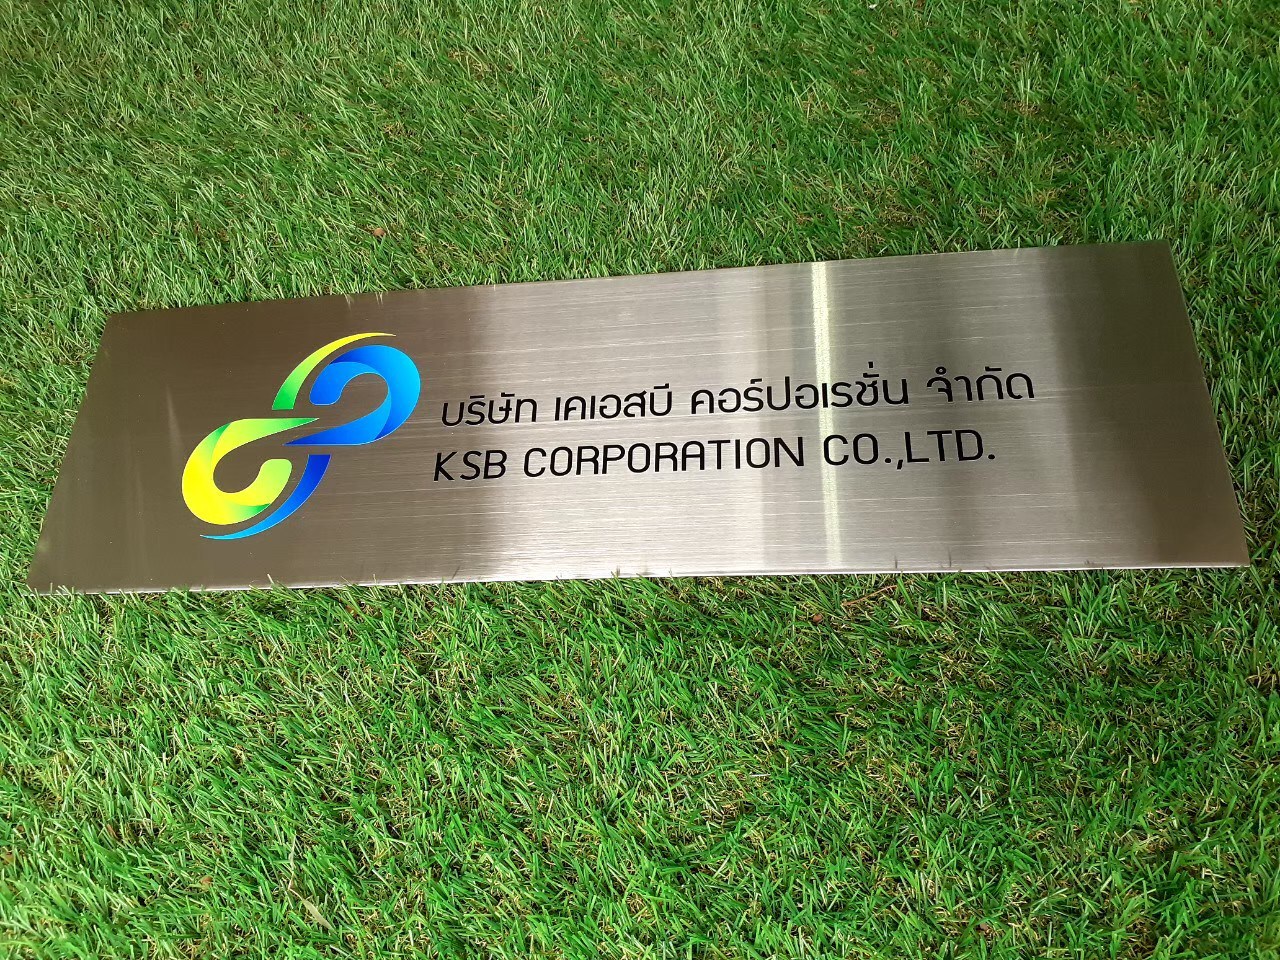 บริษัท เคเอสบี คอร์ปอเรชั่น จำกัด
KSB CORPORATION CO.,LTD.